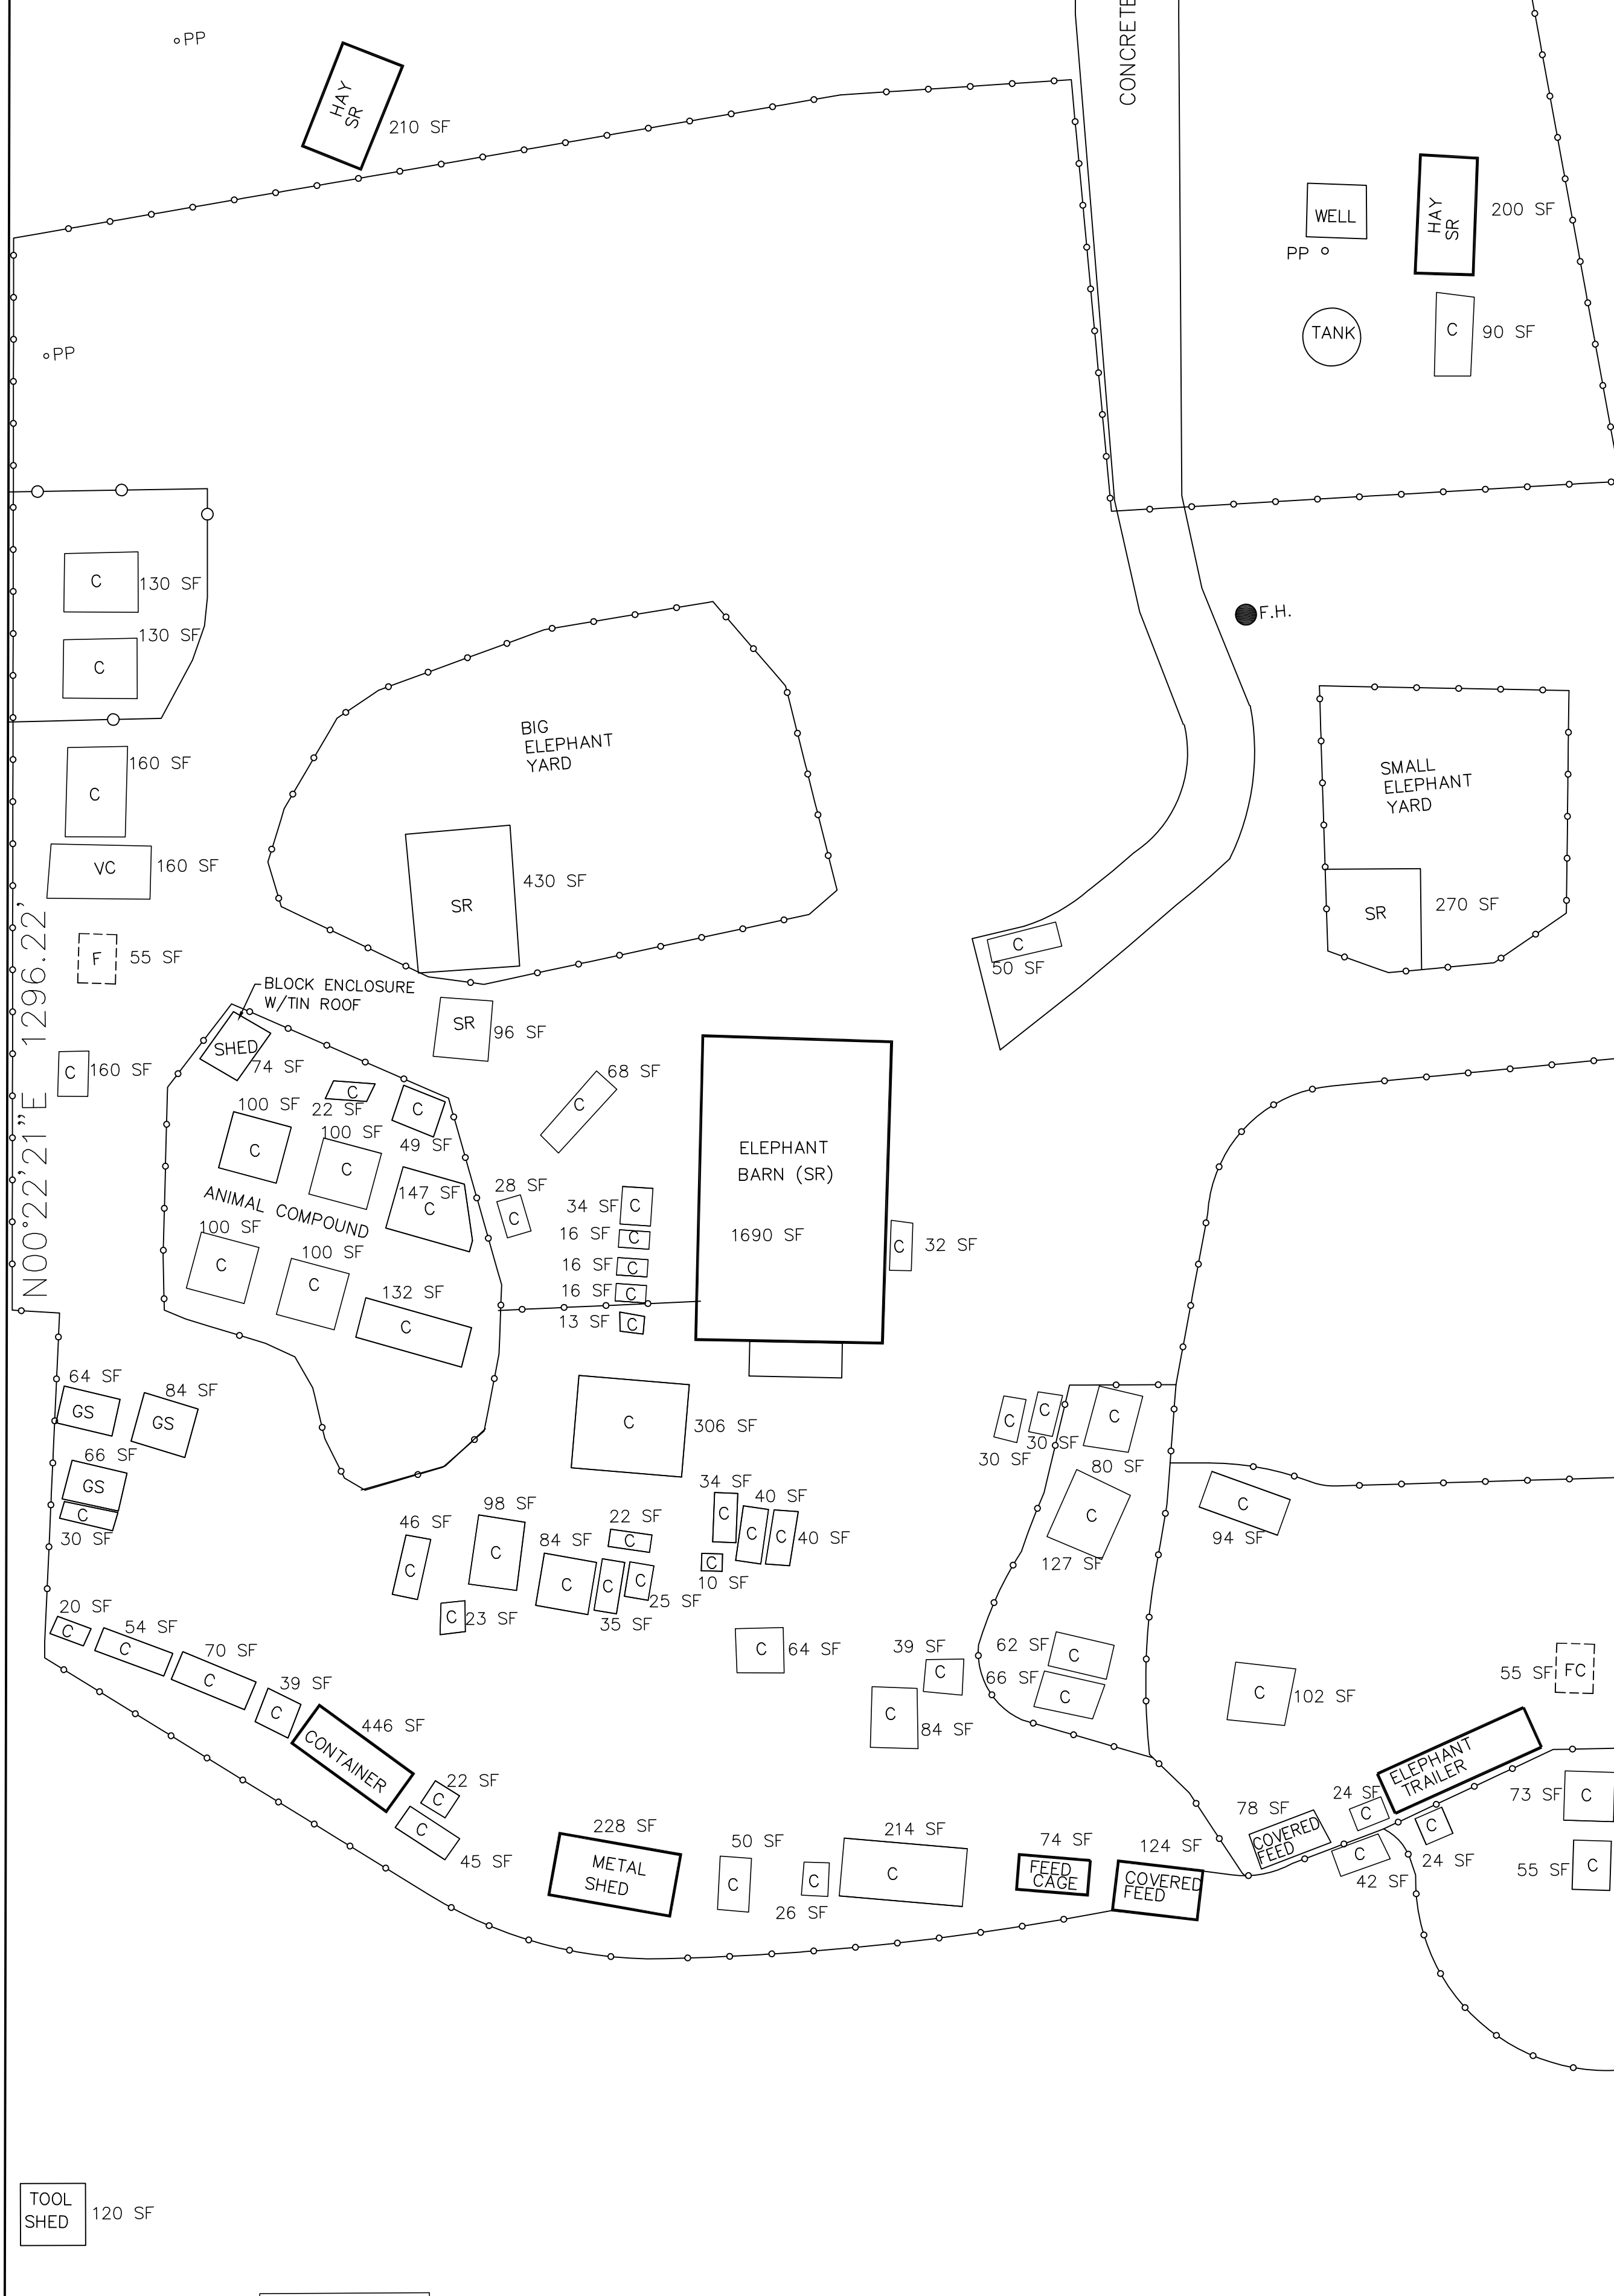 CONCRETE
PP
HAY
SR
210 SF
WELL
HAY
SR
200 SF
PP
TANK
C
90 SF
PP
C
130 SF
130 SF
C
F.H.
BIG
ELEPHANT
YARD
SMALL
ELEPHANT
YARD
160 SF
C
VC
160 SF
430 SF
SR
SR
270 SF
F
55 SF
C
50 SF
BLOCK ENCLOSURE
W/TIN ROOF
SR
96 SF
SHED
74 SF
C
160 SF
N00°22'21"E 1296.22'
68 SF
C
C
22 SF
C
49 SF
100 SF
C
100 SF
C
147 SF
C
ANIMAL COMPOUND
28 SF
C
34 SF
C
16 SF
C
16 SF
C
16 SF
C
13 SF
C
ELEPHANT
BARN (SR)
1690 SF
C
32 SF
100 SF
C
100 SF
C
132 SF
C
64 SF
GS
84 SF
GS
66 SF
GS
C
30 SF
C
306 SF
C
30 SF
C
30 SF
C
80 SF
C
127 SF
C
94 SF
46 SF
C
98 SF
C
84 SF
C
22 SF
C
C
35 SF
C
25 SF
34 SF
C
40 SF
C
C
40 SF
C
10 SF
C
23 SF
C
64 SF
39 SF
C
C
84 SF
62 SF
C
66 SF
C
C
102 SF
55 SF
FC
20 SF
C
54 SF
C
70 SF
C
39 SF
C
446 SF
CONTAINER
22 SF
C
C
45 SF
ELEPHANT
TRAILER
73 SF
C
24 SF
C
C
24 SF
78 SF
COVERED
FEED
C
42 SF
55 SF
C
228 SF
METAL
SHED
50 SF
C
C
26 SF
214 SF
C
74 SF
FEED
CAGE
124 SF
COVERED
FEED
TOOL
SHED
120 SF